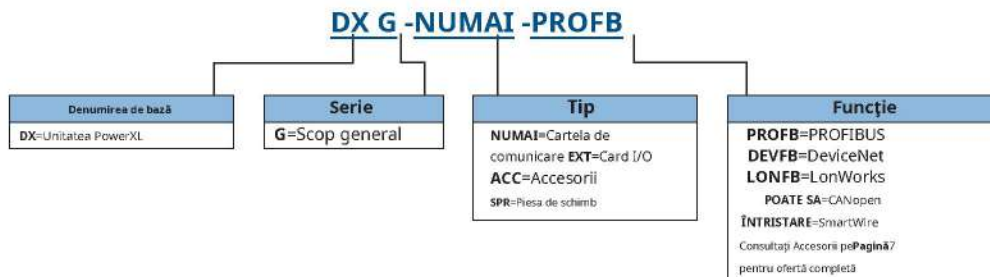 DX G -NUMAI -PROFB
Denumirea de bază
DX=Unitatea PowerXL
Serie
G=Scop general
Tip
NUMAI=Cartela de
comunicare EXT=Card I/O
ACC=Accesorii
SPR=Piesa de schimb
Funcţie
PROFB=PROFIBUS
DEVFB=DeviceNet
LONFB=LonWorks
POATE SA=CANopen
ÎNTRISTARE=SmartWire
Consultați Accesorii pePagină7
pentru ofertă completă